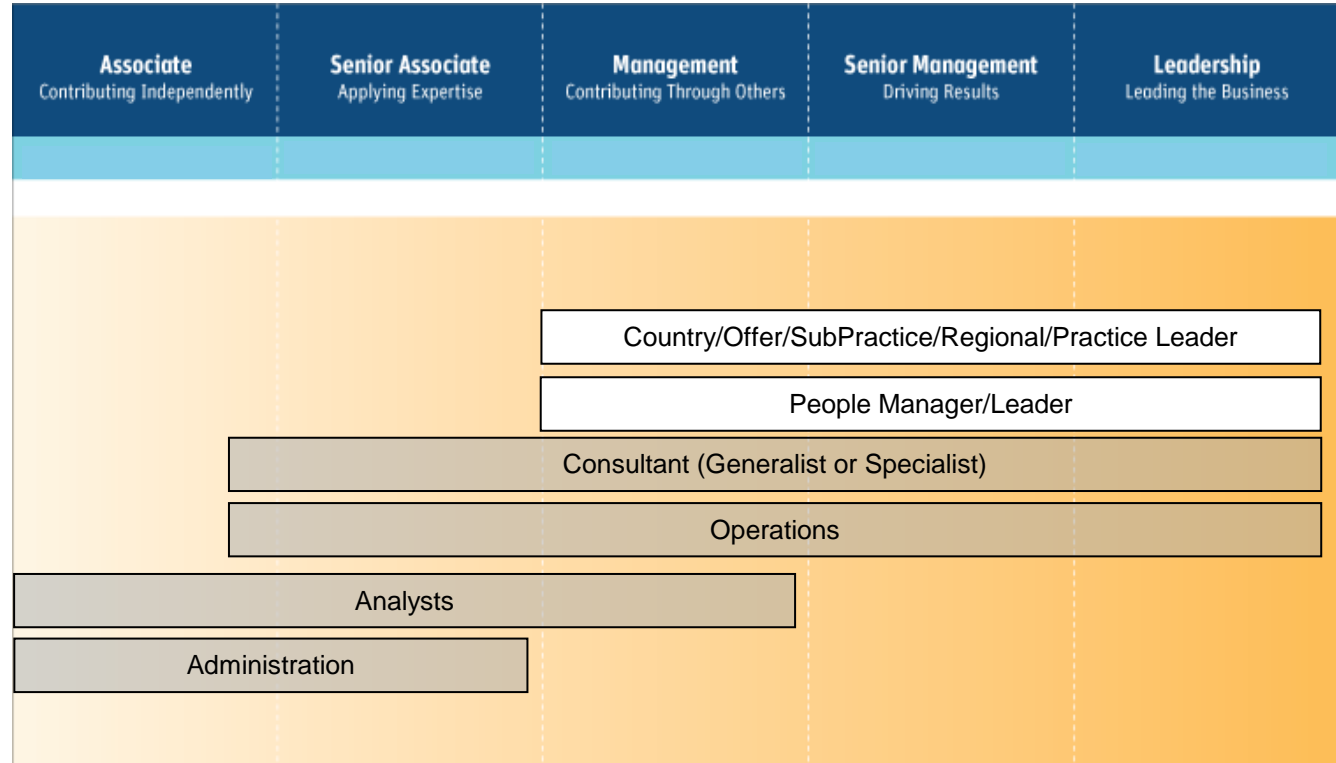 Associate
Contributing Independently
Senior Associate
Applying Expertise
Management
Contributing Through Others
Senior Management
Driving Results
Leadership
Leading the Business
Country/Offer/SubPractice/Regional/Practice Leader
People Manager/Leader
Consultant (Generalist or Specialist)
Operations
Analysts
Administration